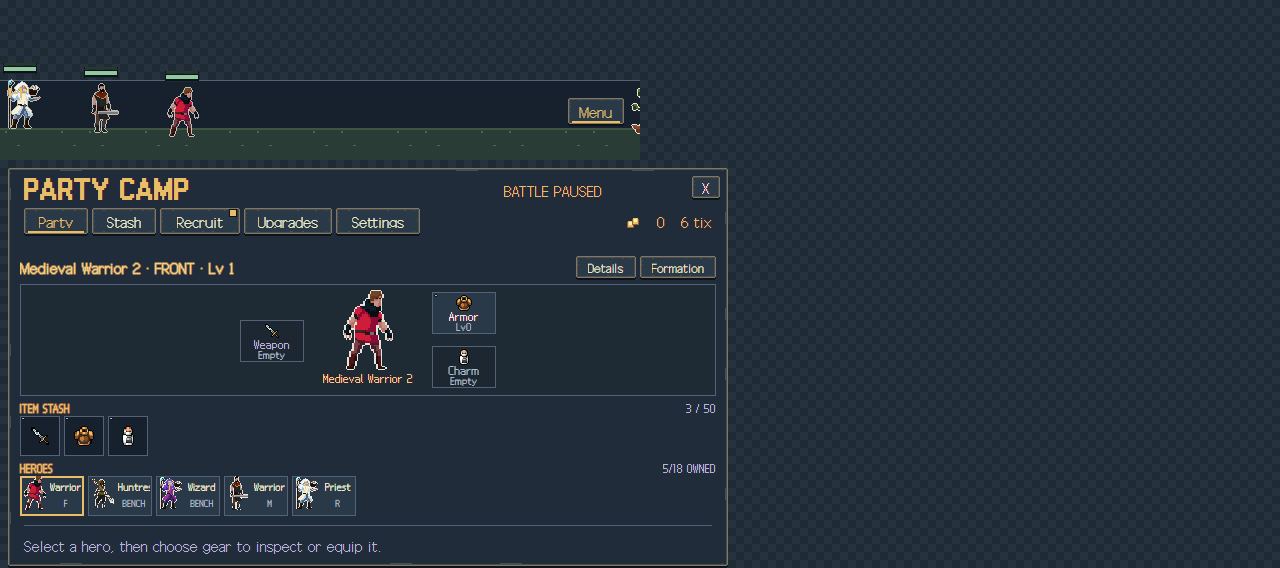 Menu
PARTY CAMP
BATTLE PAUSED
X
Party
Stash
Recruit
Upgrades
Settings
0
6 tix
Medieval Warrior 2 · FRONT · Lv 1
Details
Formation
Weapon
Empty
Armor
Lv0
Charm
Empty
Medieval Warrior 2
ITEM STASH
3 / 50
HEROES
5/18 OWNED
Warrior
F
Huntre
BENCH
Wizard
BENCH
Warrior
M
Priest
R
Select a hero, then choose gear to inspect or equip it.